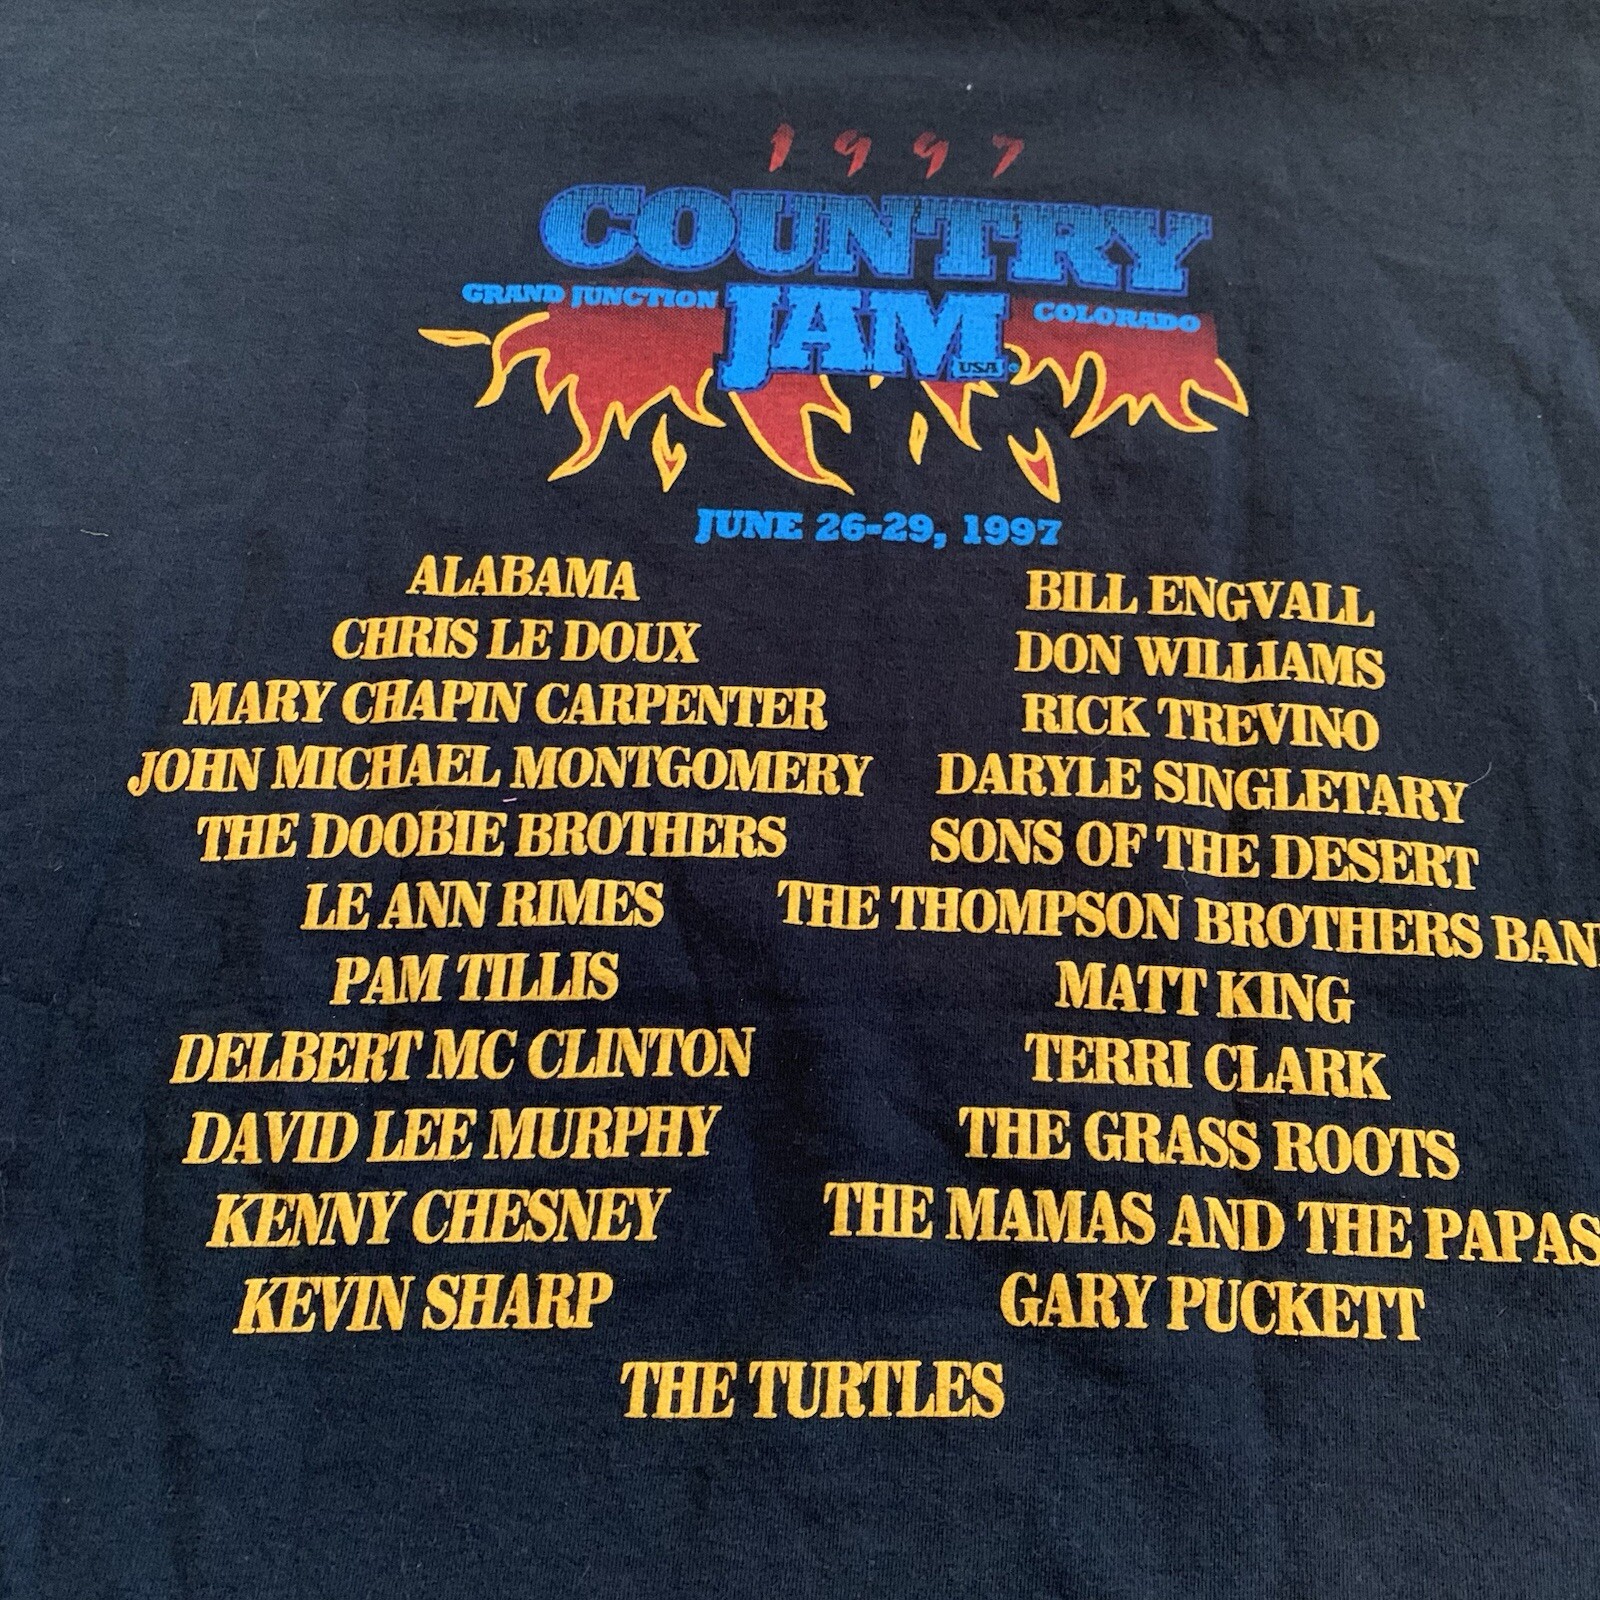 1997
COUNTRY
GRAND JUNCTION JAM COLORADO
USA
JUNE 26-29, 1997
ALABAMA
CHRIS LE DOUX
MARY CHAPIN CARPENTER
JOHN MICHAEL MONTGOMERY
THE DOOBIE BROTHERS
LE ANN RIMES
PAM TILLIS
DELBERT MC CLINTON
DAVID LEE MURPHY
KENNY CHESNEY
KEVIN SHARP
BILL ENGVALL
DON WILLIAMS
RICK TREVINO
DARYLE SINGLETARY
SONS OF THE DESERT
THE THOMPSON BROTHERS BAN
MATT KING
TERRI CLARK
THE GRASS ROOTS
THE MAMAS AND THE PAPAS
GARY PUCKETT
THE TURTLES